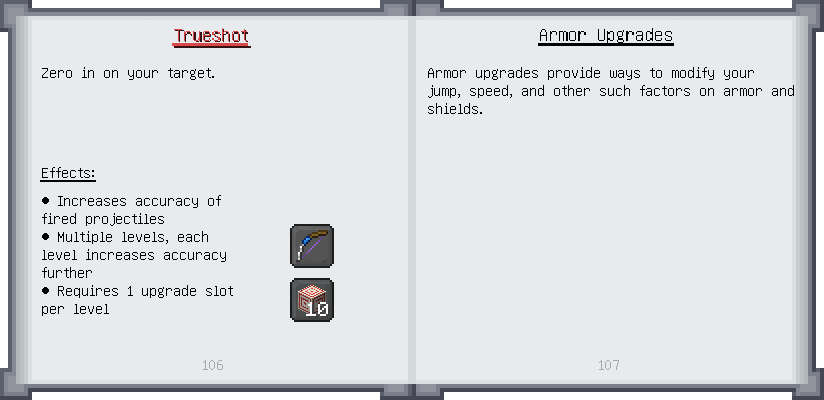 Trueshot
Zero in on your target.
Effects:
● Increases accuracy of
fired projectiles
● Multiple levels, each
level increases accuracy
further
● Requires 1 upgrade slot
per level
10
106
Armor Upgrades
Armor upgrades provide ways to modify your
jump, speed, and other such factors on armor and
shields.
107